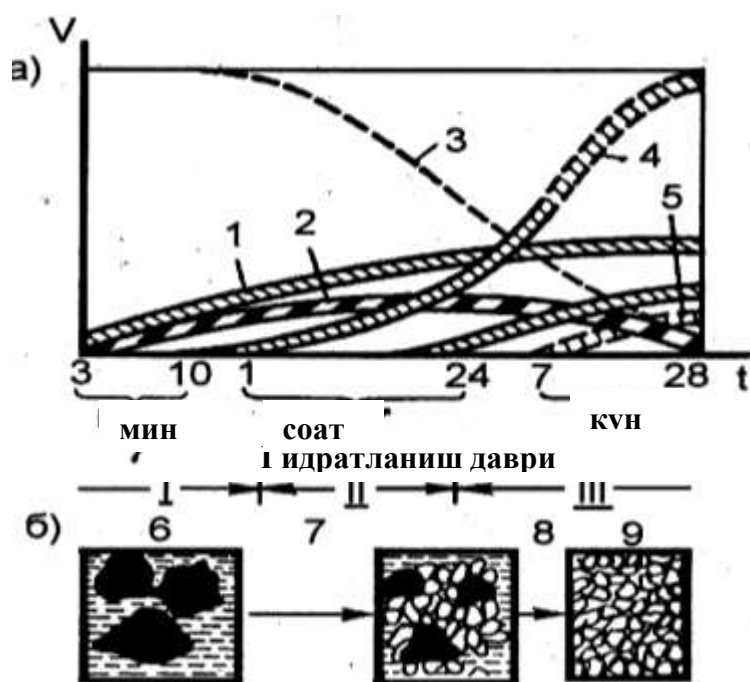 V
а)
3
4
5
1
2
3 10 1 24 7 28 t
мин соат кун
Гидратланиш даври
I II III
б) 6 7 8 9